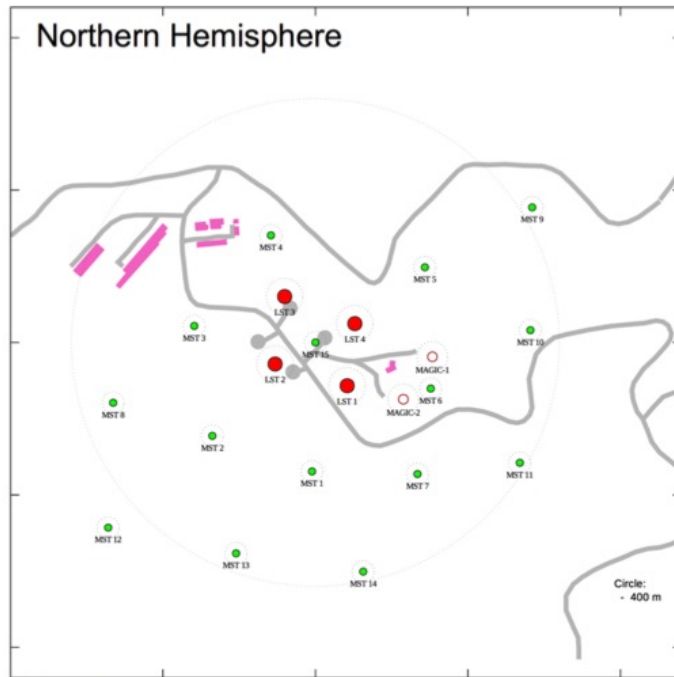 Northern Hemisphere
MST 9
MST 4
MST 5
LST 3
LST 4
MST 3
MST 15
MST 10
MAGIC-1
LST 2
LST 1
MST 6
MAGIC-2
MST 8
MST 2
MST 1
MST 7
MST 11
MST 12
MST 13
MST 14
Circle:
- 400 m